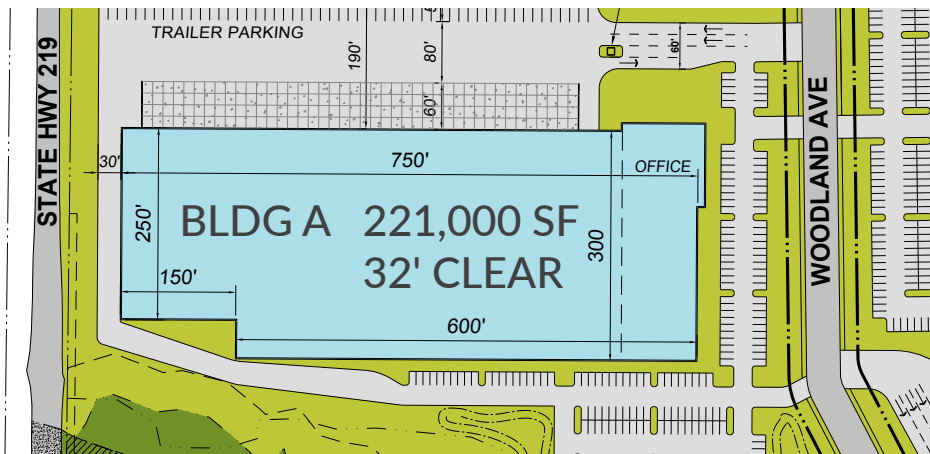 TRAILER PARKING
190'
80'
60'
60'
STATE HWY 219
WOODLAND AVE
30'
750'
OFFICE
250'
BLDG A 221,000 SF
300
32' CLEAR
150'
600'